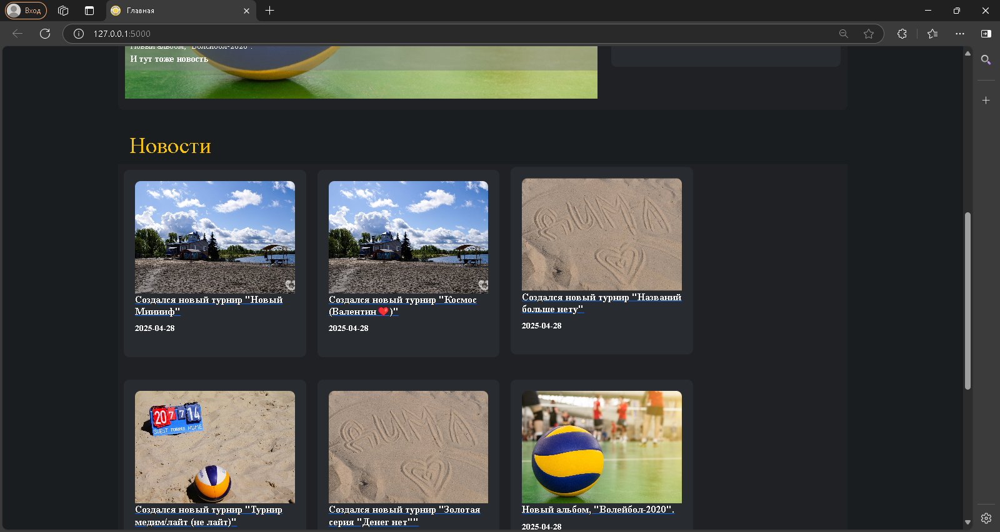 Вход
Главная
127.0.0.1:5000
Новый альбом, "Волейбол-2020".
И тут тоже новость
Новости
Создался новый турнир "Новый
Мииииф"
2025-04-28
Создался новый турнир "Космос
(Валентин❤️)"
2025-04-28
ЯИМА
Создался новый турнир "Названий
больше нету"
2025-04-28
20 7 7 14
GUEST TORRES HOME
Создался новый турнир "Турнир
медим/лайт (не лайт)"
Создался новый турнир "Золотая
серия "Денег нет""
Новый альбом, "Волейбол-2020".
2025-04-28